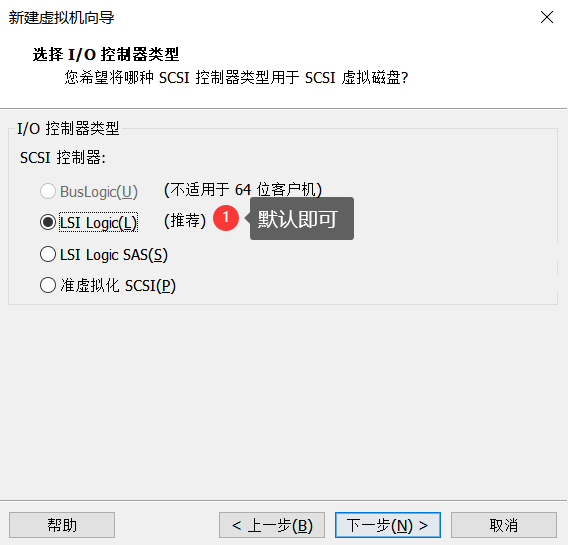 新建虚拟机向导
选择 I/O 控制器类型
您希望将哪种 SCSI 控制器类型用于 SCSI 虚拟磁盘?
I/O 控制器类型
SCSI 控制器:
BusLogic(U) (不适用于 64 位客户机)
LSI Logic(L) (推荐) 1 默认即可
LSI Logic SAS(S)
准虚拟化 SCSI(P)
帮助 < 上一步(B) 下一步(N) > 取消